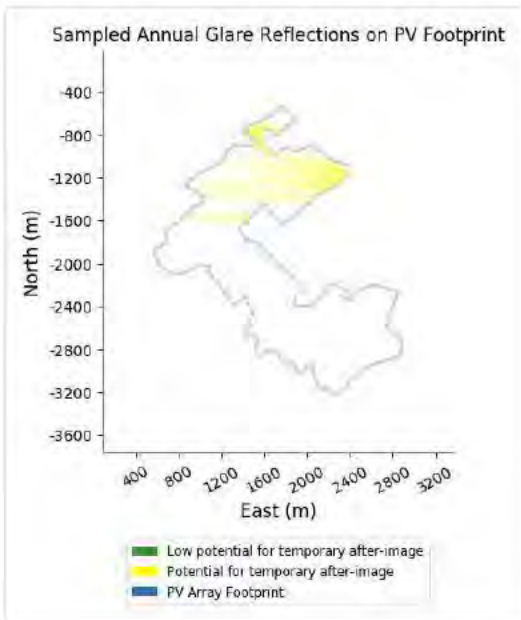 Sampled Annual Glare Reflections on PV Footprint
-400
-800
-1200
-1600
-2000
-2400
-2800
-3200
-3600
North (m)
400
800
1200
1600
2000
2400
2800
3200
East (m)
Low potential for temporary after-image
Potential for temporary after-image
PV Array Footprint